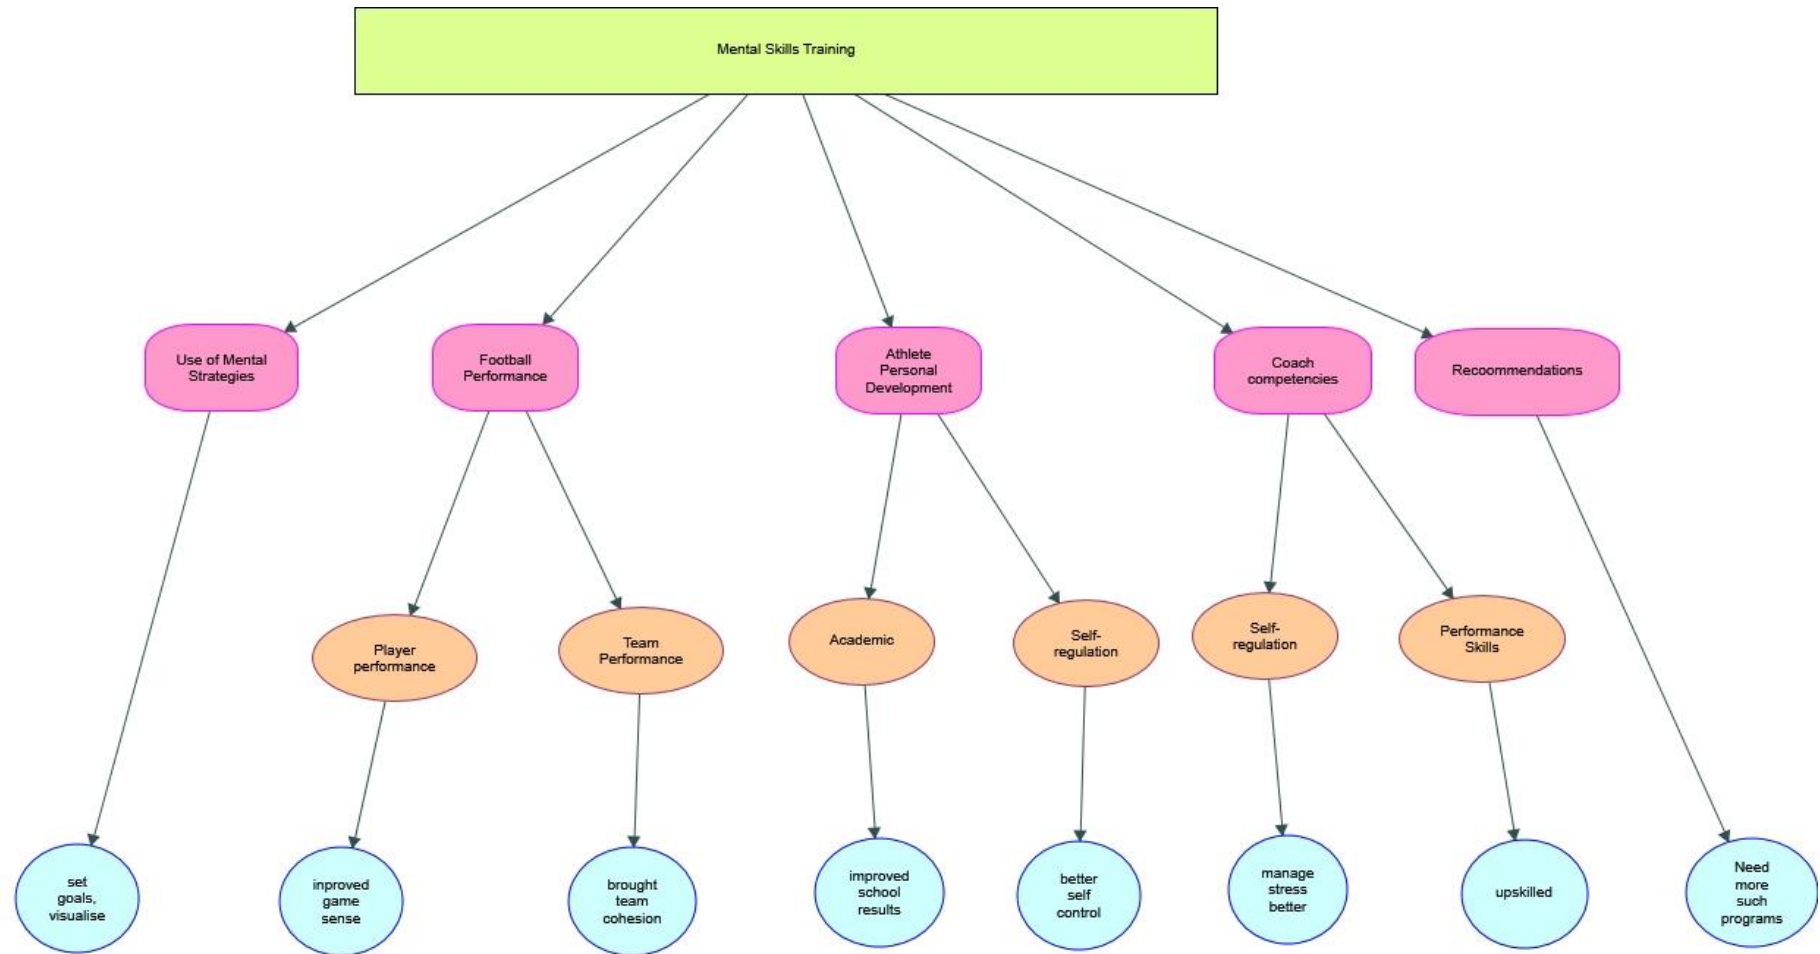 Mental Skills Training
Use of Mental
Strategies
Football
Performance
Athlete
Personal
Development
Coach
competencies
Recoommendations
Player
performance
Team
Performance
Academic
Self-
regulation
Self-
regulation
Performance
Skills
set
goals,
visualise
inproved
game
sense
brought
team
cohesion
improved
school
results
better
self
control
manage
stress
better
upskilled
Need
more
such
programs